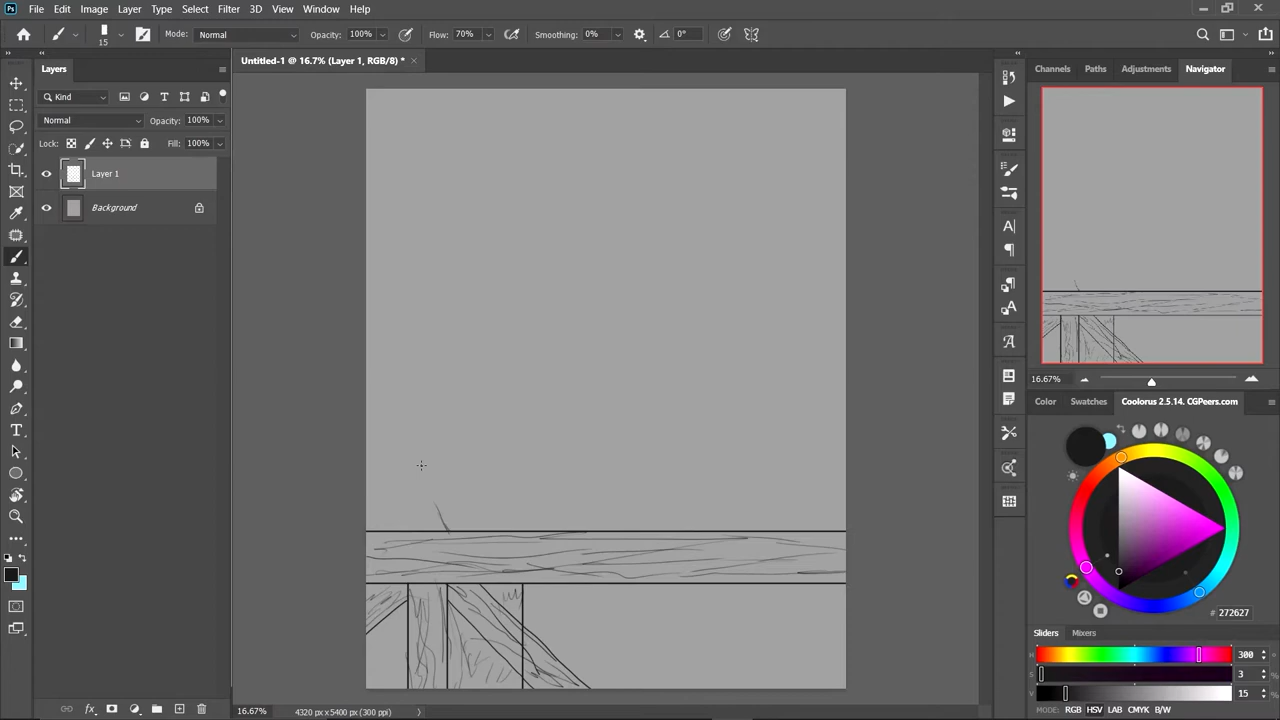 Ps File Edit Image Layer Type Select Filter 3D View Window Help
15 Mode: Normal Opacity: 100% Flow: 70% Smoothing: 0% 0°
Layers
Untitled-1 @ 16.7% (Layer 1, RGB/8) *
Channels Paths Adjustments Navigator
Kind
Normal Opacity: 100%
Lock: Fill: 100%
Layer 1
Background
16.67%
Color Swatches Coolorus 2.5.14. CGPeers.com
# 272627
Sliders Mixers
H 300 °
S 3 %
V 15 %
MODE: RGB HSV LAB CMYK B/W
fx
16.67% 4320 px x 5400 px (300 ppi)